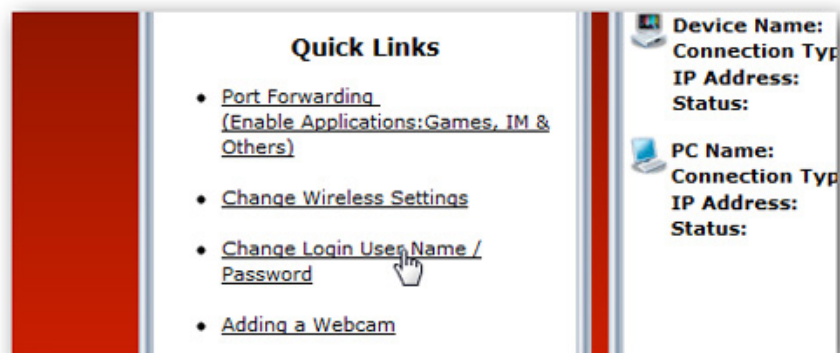 Quick Links
Port Forwarding
(Enable Applications:Games, IM &
Others)
Change Wireless Settings
Change Login User Name /
Password
Adding a Webcam
Device Name:
Connection Typ
IP Address:
Status:
PC Name:
Connection Typ
IP Address:
Status: